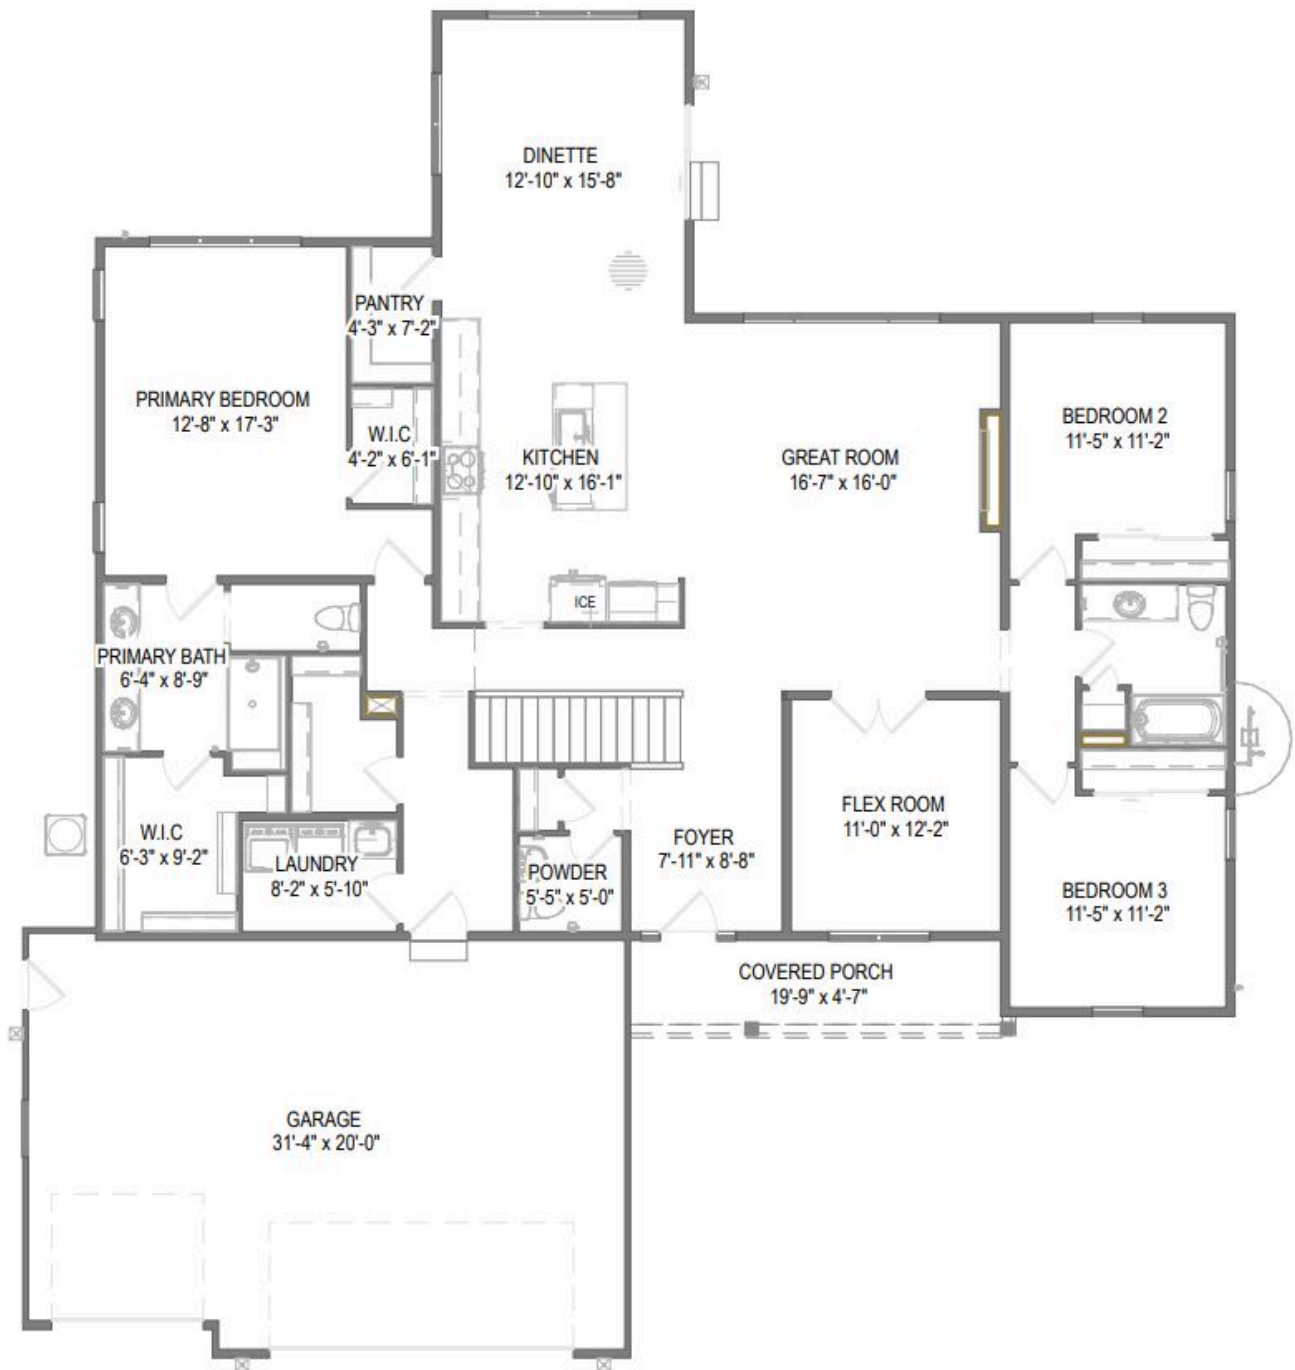 DINETTE
12'-10" x 15'-8"
PANTRY
4'-3" x 7'-2"
PRIMARY BEDROOM
12'-8" x 17'-3"
W.I.C
4'-2" x 6'-1"
KITCHEN
12'-10" x 16'-1"
GREAT ROOM
16'-7" x 16'-0"
BEDROOM 2
11'-5" x 11'-2"
ICE
PRIMARY BATH
6'-4" x 8'-9"
W.I.C
6'-3" x 9'-2"
LAUNDRY
8'-2" x 5'-10"
POWDER
5'-5" x 5'-0"
FOYER
7'-11" x 8'-8"
FLEX ROOM
11'-0" x 12'-2"
BEDROOM 3
11'-5" x 11'-2"
COVERED PORCH
19'-9" x 4'-7"
GARAGE
31'-4" x 20'-0"